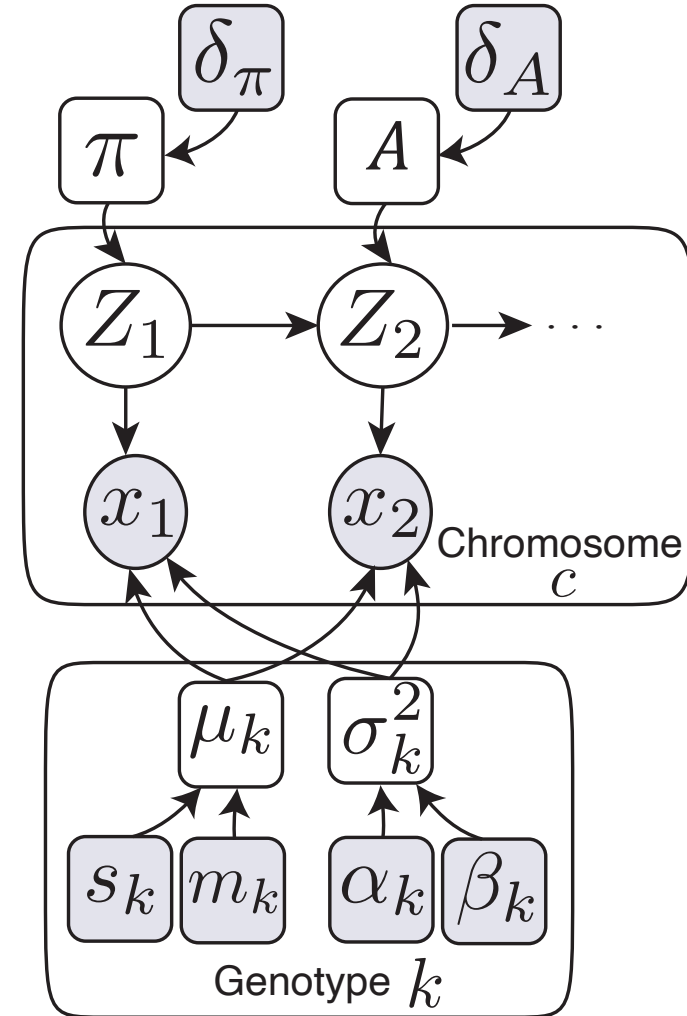 δ_π δ_A
π A
Z_1 Z_2 ...
x_1 x_2
Chromosome
c
μ_k σ_k^2
s_k m_k α_k β_k
Genotype k